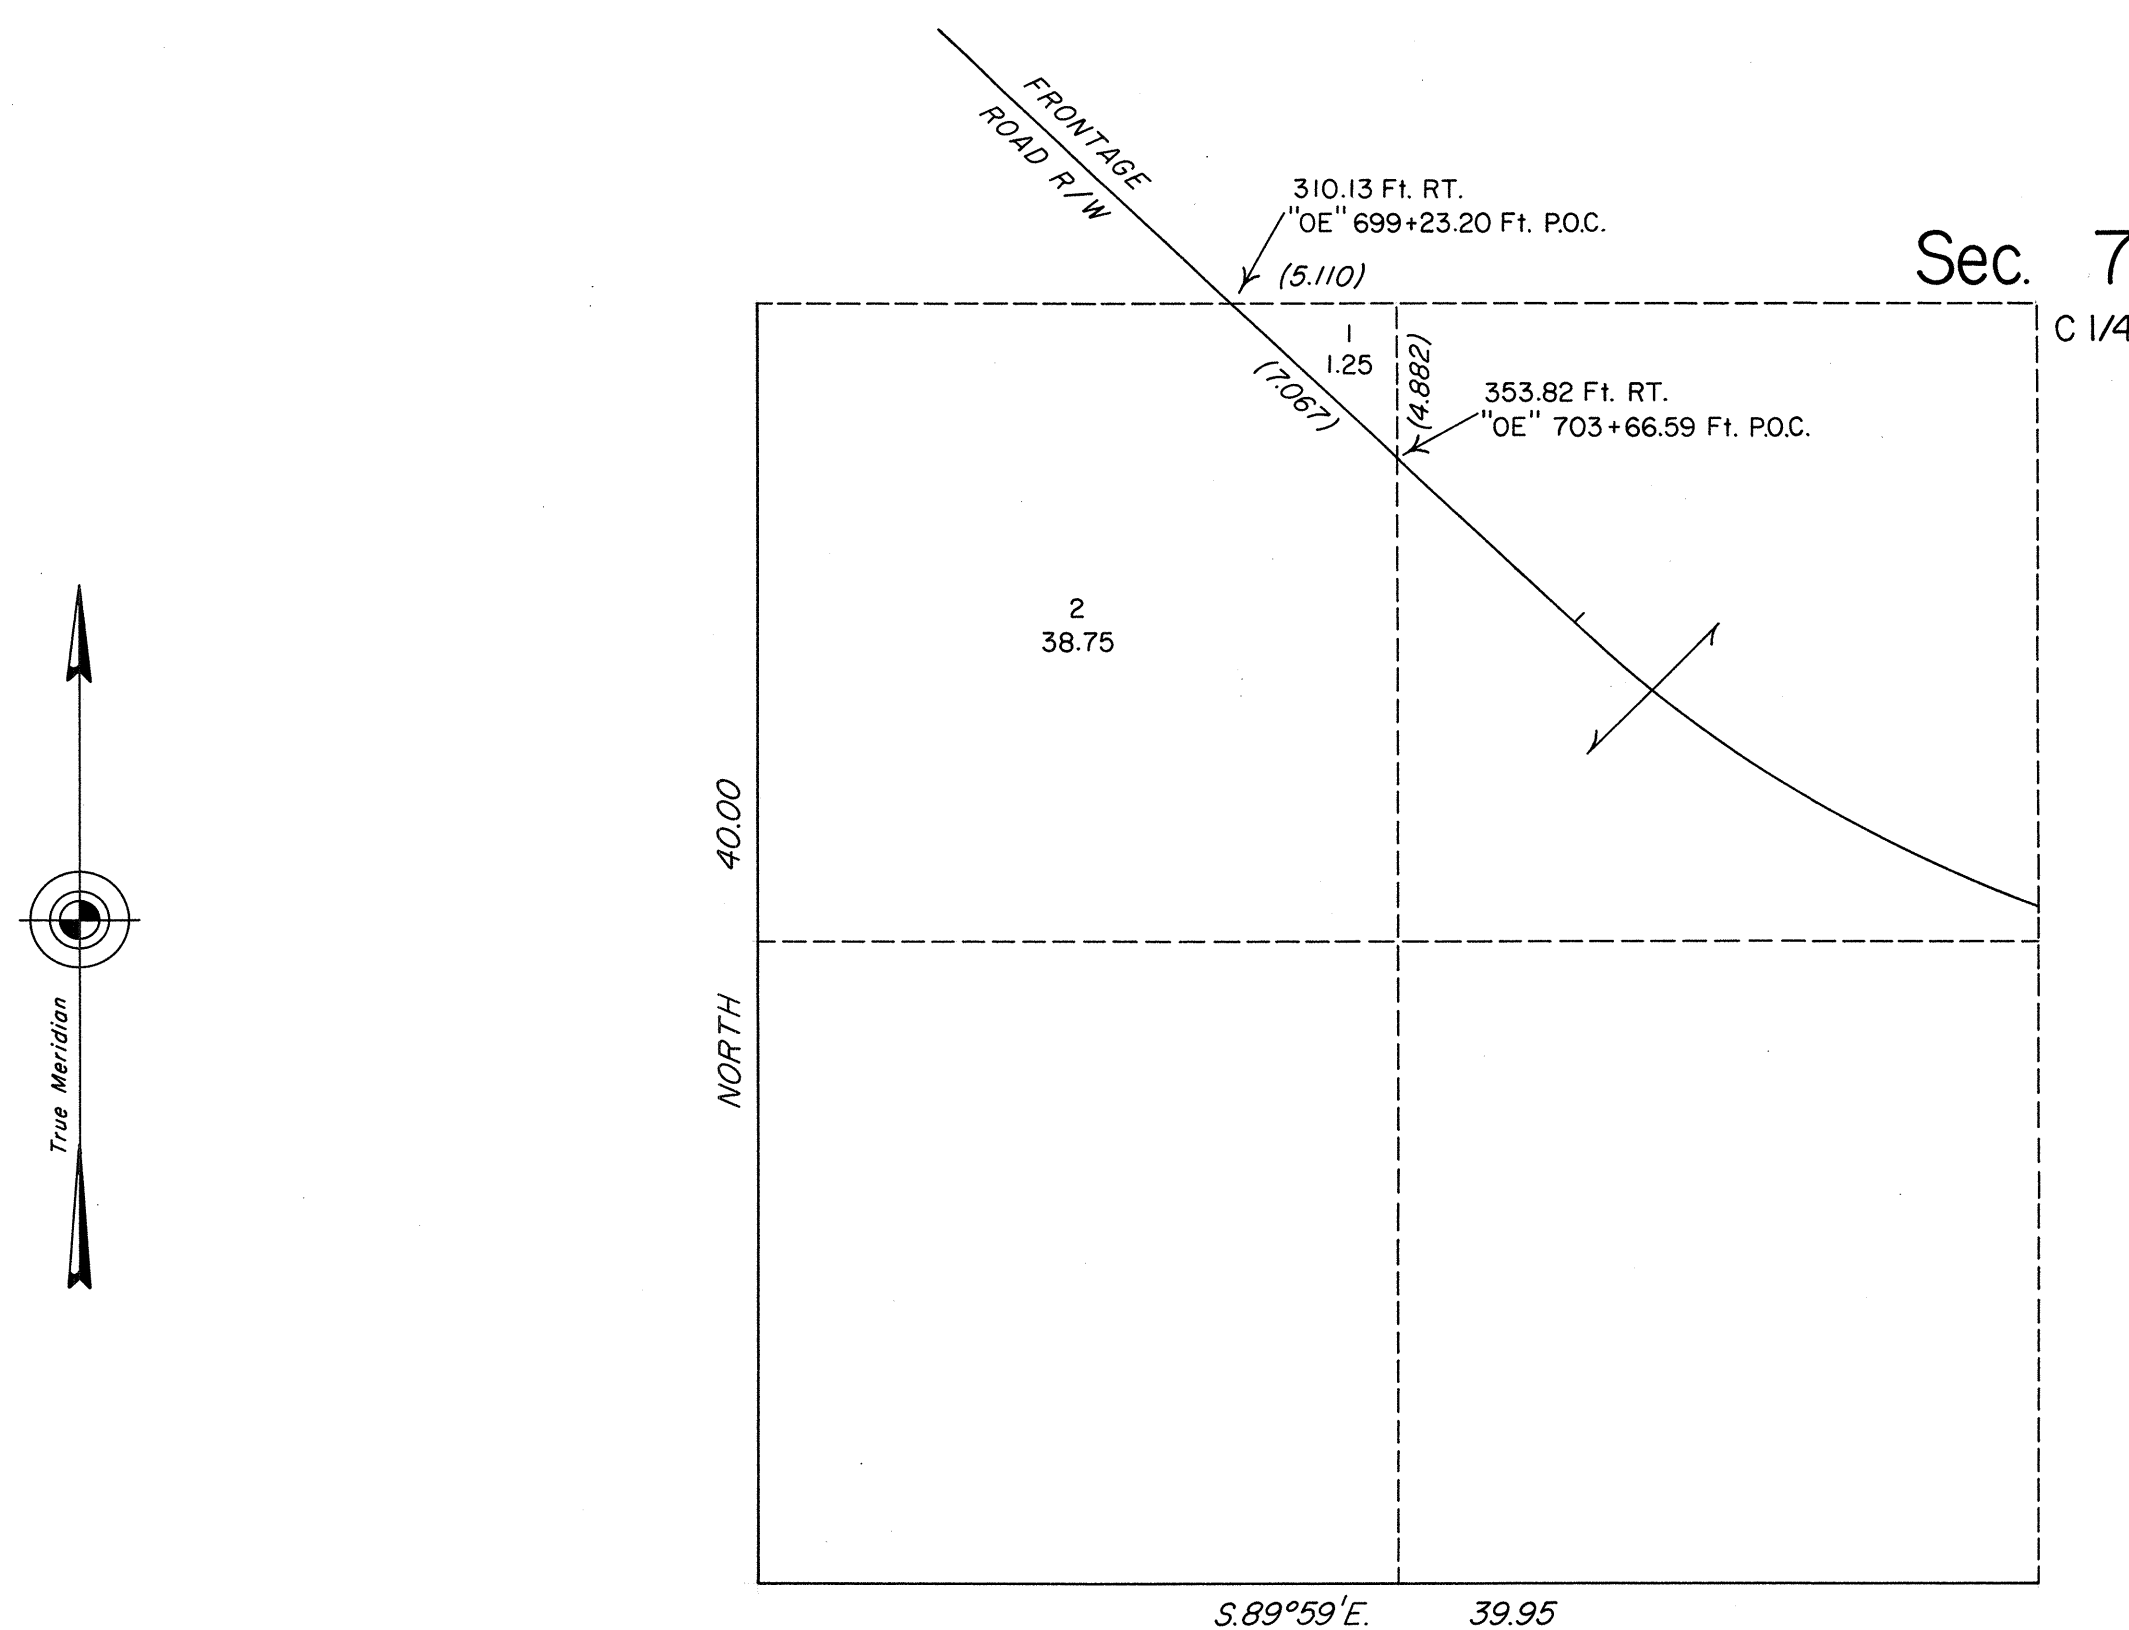 FRONTAGE
ROAD R/W
310.13 Ft. RT.
"OE" 699+23.20 Ft. P.O.C.
(5.110)
Sec. 7
C 1/4
1
1.25
(7.067)
(4.882)
353.82 Ft. RT.
"OE" 703+66.59 Ft. P.O.C.
2
38.75
NORTH 40.00
True Meridian
S.89°59'E. 39.95